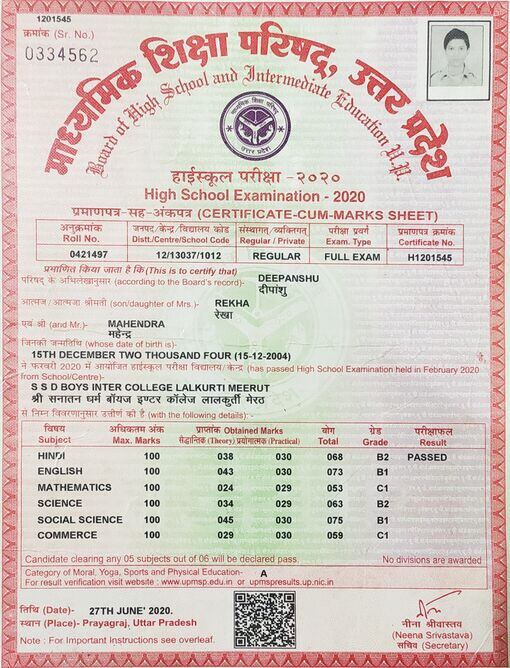 1201545
क्रमांक (Sr. No.)
0334562
माध्यमिक शिक्षा परिषद्, उत्तर प्रदेश
Board of High School and Intermediate Education U.P.
माध्यमिक शिक्षा परिषद
उत्तर प्रदेश
हाईस्कूल परीक्षा -२०२०
High School Examination - 2020
प्रमाणपत्र-सह-अंकपत्र (CERTIFICATE-CUM-MARKS SHEET)
अनुक्रमांक जनपद/केन्द्र/विद्यालय कोड संस्थागत/व्यक्तिगत परीक्षा प्रवर्ग प्रमाणपत्र क्रमांक
Roll No. Distt./Centre/School Code Regular / Private Exam. Type Certificate No.
0421497 12/13037/1012 REGULAR FULL EXAM H1201545
प्रमाणित किया जाता है कि (This is to certify that)
परिषद के अभिलेखानुसार (according to the Board's record)- DEEPANSHU
दीपांशु
आत्मज / आत्मजा श्रीमती (son/daughter of Mrs.)- REKHA
रेखा
एवं श्री (and Mr.)- MAHENDRA
महेन्द्र
जिनकी जन्मतिथि (whose date of birth is)-
15TH DECEMBER TWO THOUSAND FOUR (15-12-2004) है,
ने फरवरी 2020 में आयोजित हाईस्कूल परीक्षा विद्यालय/केन्द्र (has passed High School Examination held in February 2020
from School/Centre)-
S S D BOYS INTER COLLEGE LALKURTI MEERUT
श्री सनातन धर्म बॉयज इण्टर कॉलेज लालकुर्ती मेरठ
से निम्न विवरणानुसार उत्तीर्ण की है (with the following details):-
विषय अधिकतम अंक प्राप्तांक Obtained Marks योग ग्रेड परीक्षाफल
Subject Max. Marks सैद्धान्तिक (Theory) प्रयोगात्मक (Practical) Total Grade Result
HINDI 100 038 030 068 B2 PASSED
ENGLISH 100 043 030 073 B1
MATHEMATICS 100 024 029 053 C1
SCIENCE 100 034 029 063 B2
SOCIAL SCIENCE 100 045 030 075 B1
COMMERCE 100 029 030 059 C1
Candidate clearing any 05 subjects out of 06 will be declared pass. No divisions are awarded
Category of Moral, Yoga, Sports and Physical Education- A
For result verification visit website : www.upmsp.edu.in or upmspresults.up.nic.in
तिथि (Date)- 27TH JUNE' 2020.
स्थान (Place)- Prayagraj, Uttar Pradesh
Note : For Important Instructions see overleaf.
नीना श्रीवास्तव
(Neena Srivastava)
सचिव (Secretary)